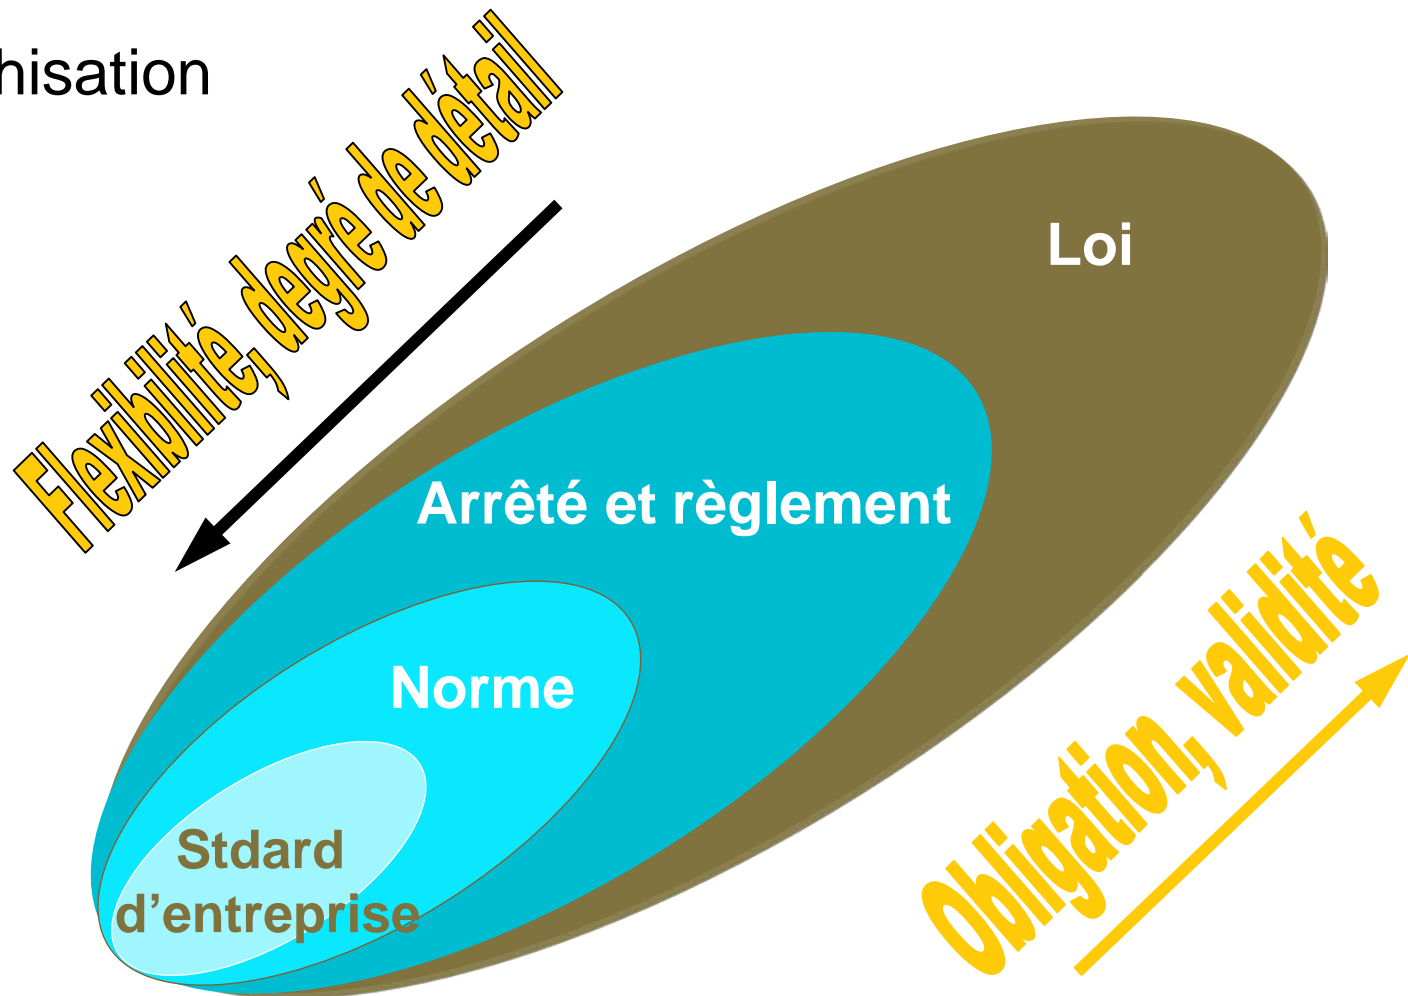 hisation
Flexibilité, degré de détail
Loi
Arrêté et règlement
Norme
Stdard
d’entreprise
Obligation, validité